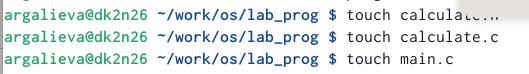 argalieva@dk2n26 ~/work/os/lab_prog $ touch
argalieva@dk2n26 ~/work/os/lab_prog $ touch calculate.c
argalieva@dk2n26 ~/work/os/lab_prog $ touch main.c